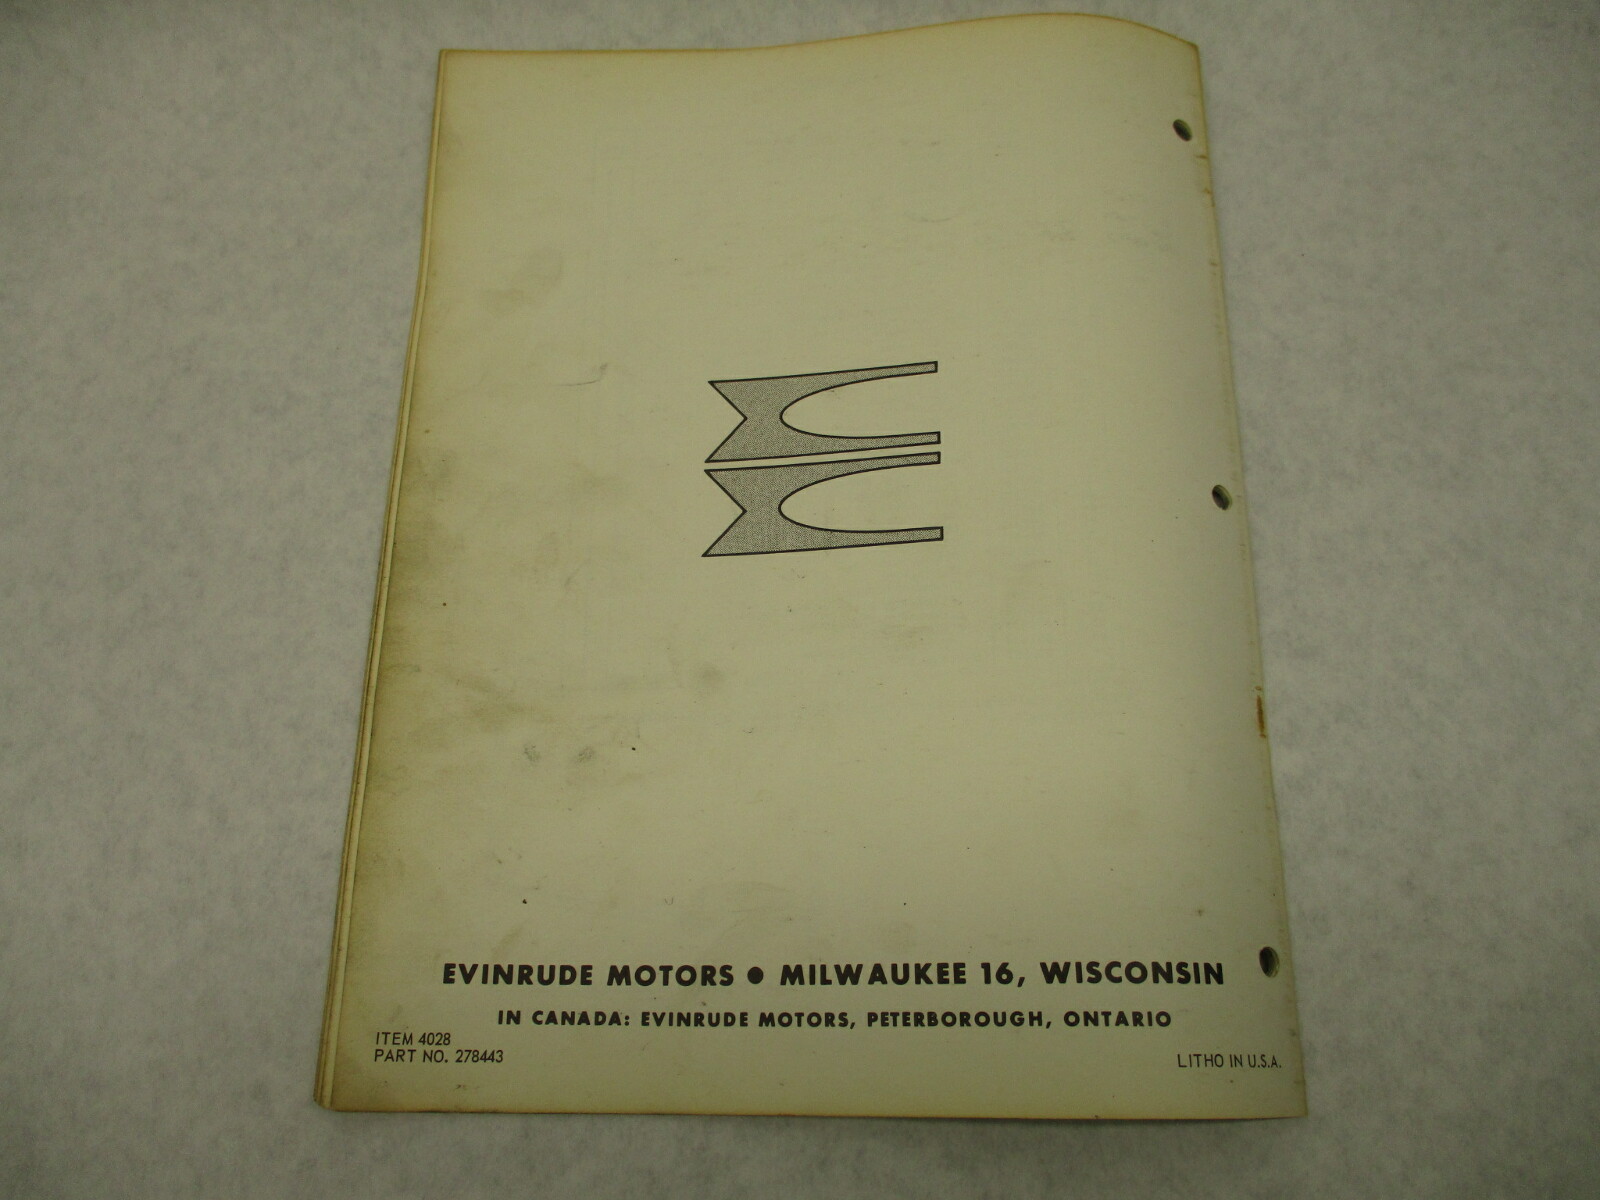 EVINRUDE MOTORS ● MILWAUKEE 16, WISCONSIN
IN CANADA: EVINRUDE MOTORS, PETERBOROUGH, ONTARIO
ITEM 4028
PART NO. 278443
LITHO IN U.S.A.